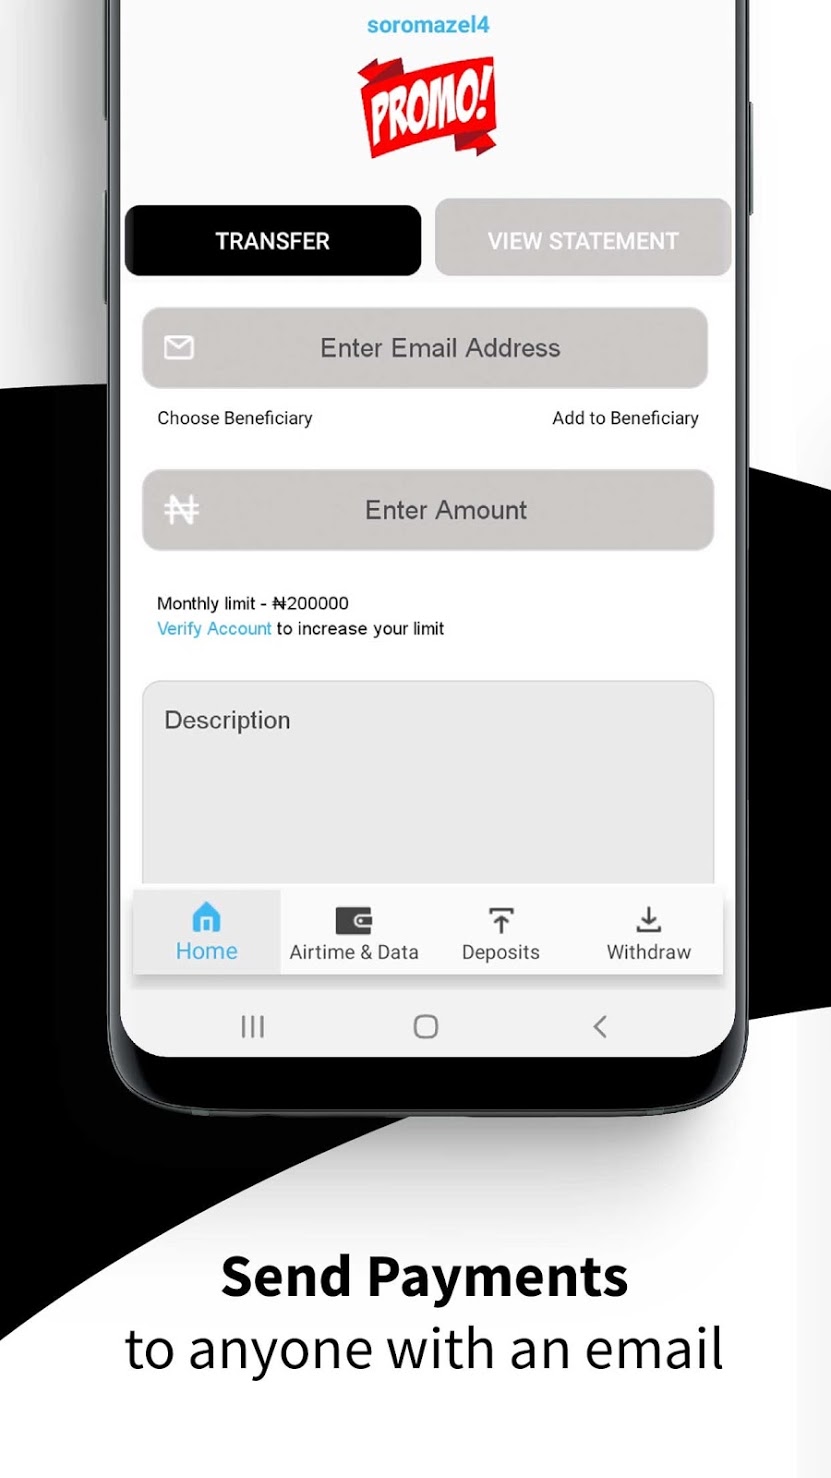 soromazel4
PROMO!
TRANSFER
VIEW STATEMENT
Enter Email Address
Choose Beneficiary
Add to Beneficiary
₦
Enter Amount
Monthly limit - ₦200000
Verify Account to increase your limit
Description
Home
Airtime & Data
Deposits
Withdraw
Send Payments
to anyone with an email